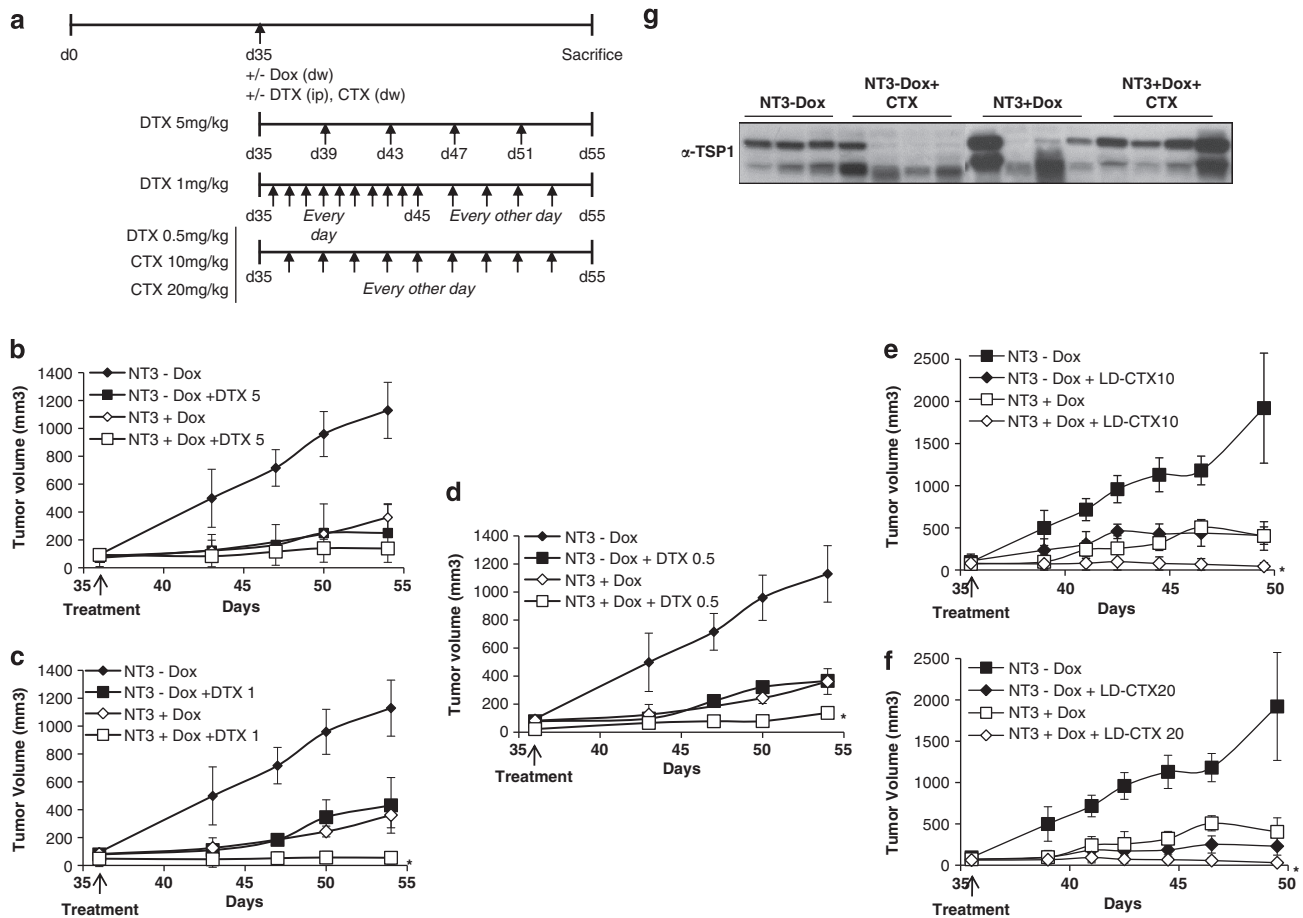 a
d0
d35
Sacrifice
+/- Dox (dw)
+/- DTX (ip), CTX (dw)
DTX 5mg/kg
d35
d39
d43
d47
d51
d55
DTX 1mg/kg
d35
Every
day
d45
Every other day
d55
DTX 0.5mg/kg
CTX 10mg/kg
CTX 20mg/kg
d35
Every other day
d55
g
NT3-Dox
NT3-Dox+
CTX
NT3+Dox
NT3+Dox+
CTX
α-TSP1
b
Tumor volume (mm3)
1400
1200
1000
800
600
400
200
0
NT3 - Dox
NT3 - Dox +DTX 5
NT3 + Dox
NT3 + Dox +DTX 5
35
40
45
50
55
Treatment
Days
c
Tumor Volume (mm3)
1400
1200
1000
800
600
400
200
0
NT3 - Dox
NT3 - Dox +DTX 1
NT3 + Dox
NT3 + Dox +DTX 1
*
35
40
45
50
55
Treatment
Days
d
Tumor volume (mm3)
1400
1200
1000
800
600
400
200
0
NT3 - Dox
NT3 - Dox + DTX 0.5
NT3 + Dox
NT3 + Dox + DTX 0.5
*
35
40
45
50
55
Treatment
Days
e
Tumor volume (mm3)
2500
2000
1500
1000
500
0
NT3 - Dox
NT3 - Dox + LD-CTX10
NT3 + Dox
NT3 + Dox + LD-CTX10
*
35
40
45
50
Treatment
Days
f
Tumor Volume (mm3)
2500
2000
1500
1000
500
0
NT3 - Dox
NT3 - Dox + LD-CTX20
NT3 + Dox
NT3 + Dox + LD-CTX 20
*
35
40
45
50
Treatment
Days